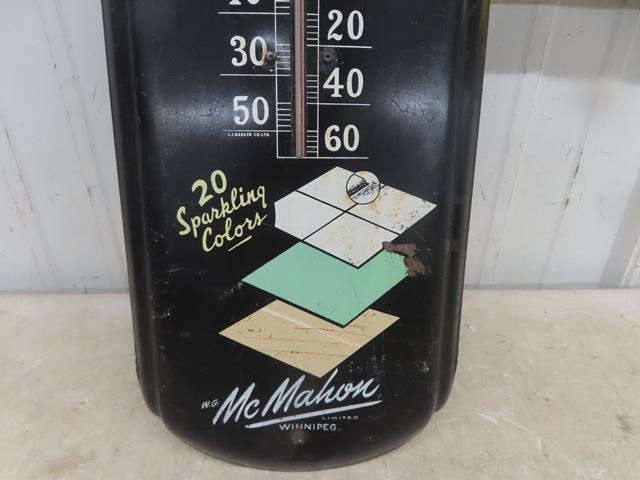 20
30
40
50
60
J.J. BARKER CO. LTD.
20
Sparkling
Colors
W.G. McMahon
LIMITED
WINNIPEG.